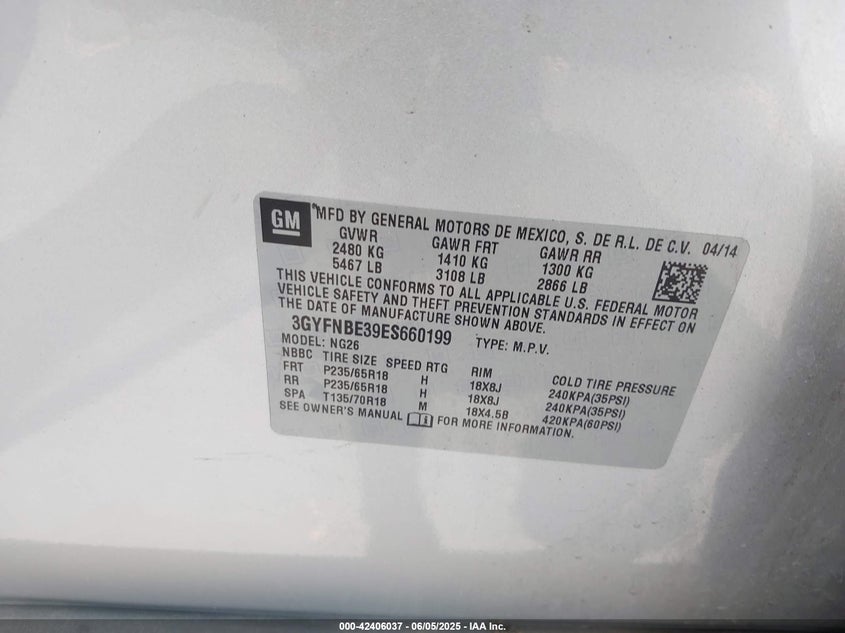 GM
MFD BY GENERAL MOTORS DE MEXICO, S. DE R.L. DE C.V. 04/14
GVWR GAWR FRT GAWR RR
2480 KG 1410 KG 1300 KG
5467 LB 3108 LB 2866 LB
THIS VEHICLE CONFORMS TO ALL APPLICABLE U.S. FEDERAL MOTOR
VEHICLE SAFETY AND THEFT PREVENTION STANDARDS IN EFFECT ON
THE DATE OF MANUFACTURE SHOWN ABOVE.
3GYFNBE39ES660199 TYPE: M.P.V.
MODEL: NG26
NBBC TIRE SIZE SPEED RTG RIM COLD TIRE PRESSURE
FRT P235/65R18 H 18X8J 240KPA(35PSI)
RR P235/65R18 H 18X8J 240KPA(35PSI)
SPA T135/70R18 M 18X4.5B 420KPA(60PSI)
SEE OWNER'S MANUAL FOR MORE INFORMATION.
000-42406037 - 06/05/2025 - IAA Inc.